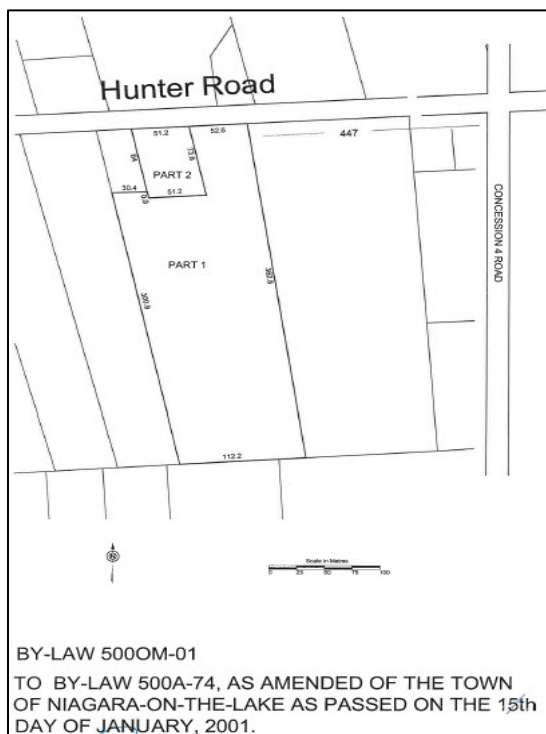 Hunter Road
51.2
52.6
447
64
73.8
PART 2
30.4
51.2
CONCESSION 4 ROAD
PART 1
300.9
112.2
Scale in Metres
0 25 50 75 100
BY-LAW 500OM-01
TO BY-LAW 500A-74, AS AMENDED OF THE TOWN
OF NIAGARA-ON-THE-LAKE AS PASSED ON THE 15th
DAY OF JANUARY, 2001.